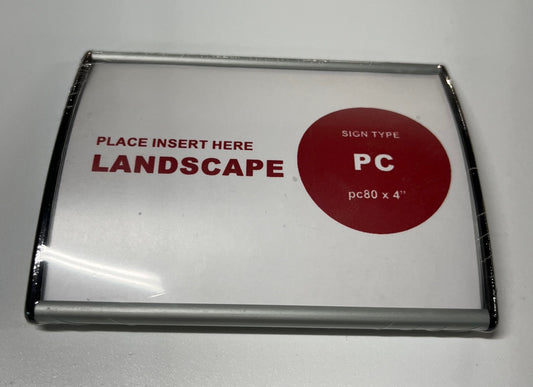 PLACE INSERT HERE
LANDSCAPE
SIGN TYPE
PC
pc80 x 4"